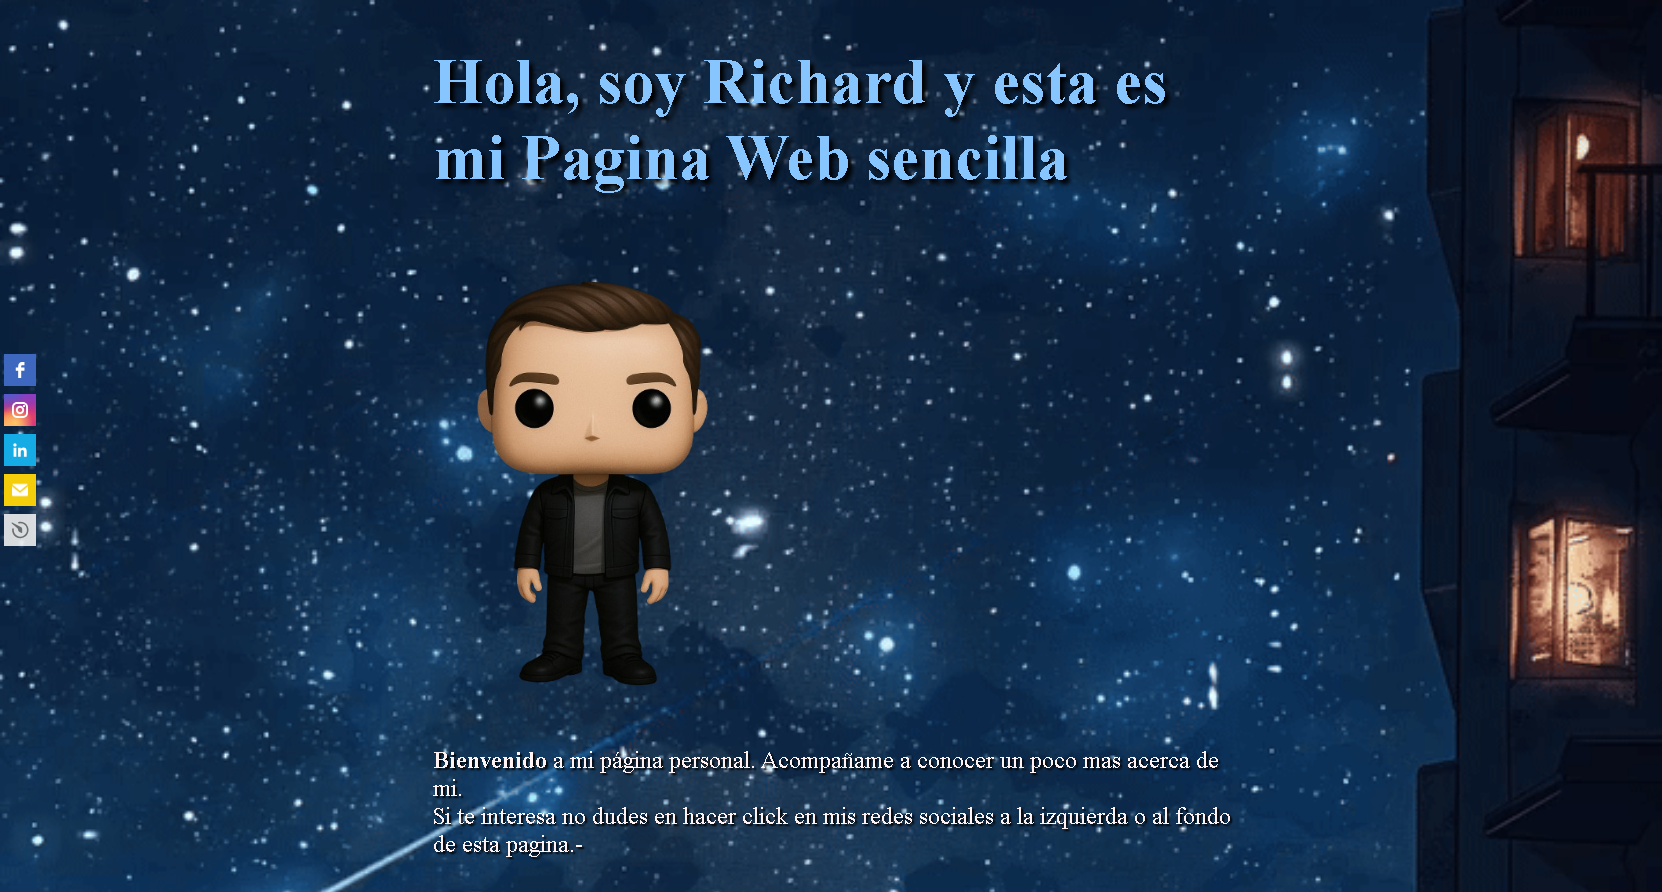 Hola, soy Richard y esta es
mi Pagina Web sencilla
Bienvenido a mi página personal. Acompañame a conocer un poco mas acerca de
mi.
Si te interesa no dudes en hacer click en mis redes sociales a la izquierda o al fondo
de esta pagina.-